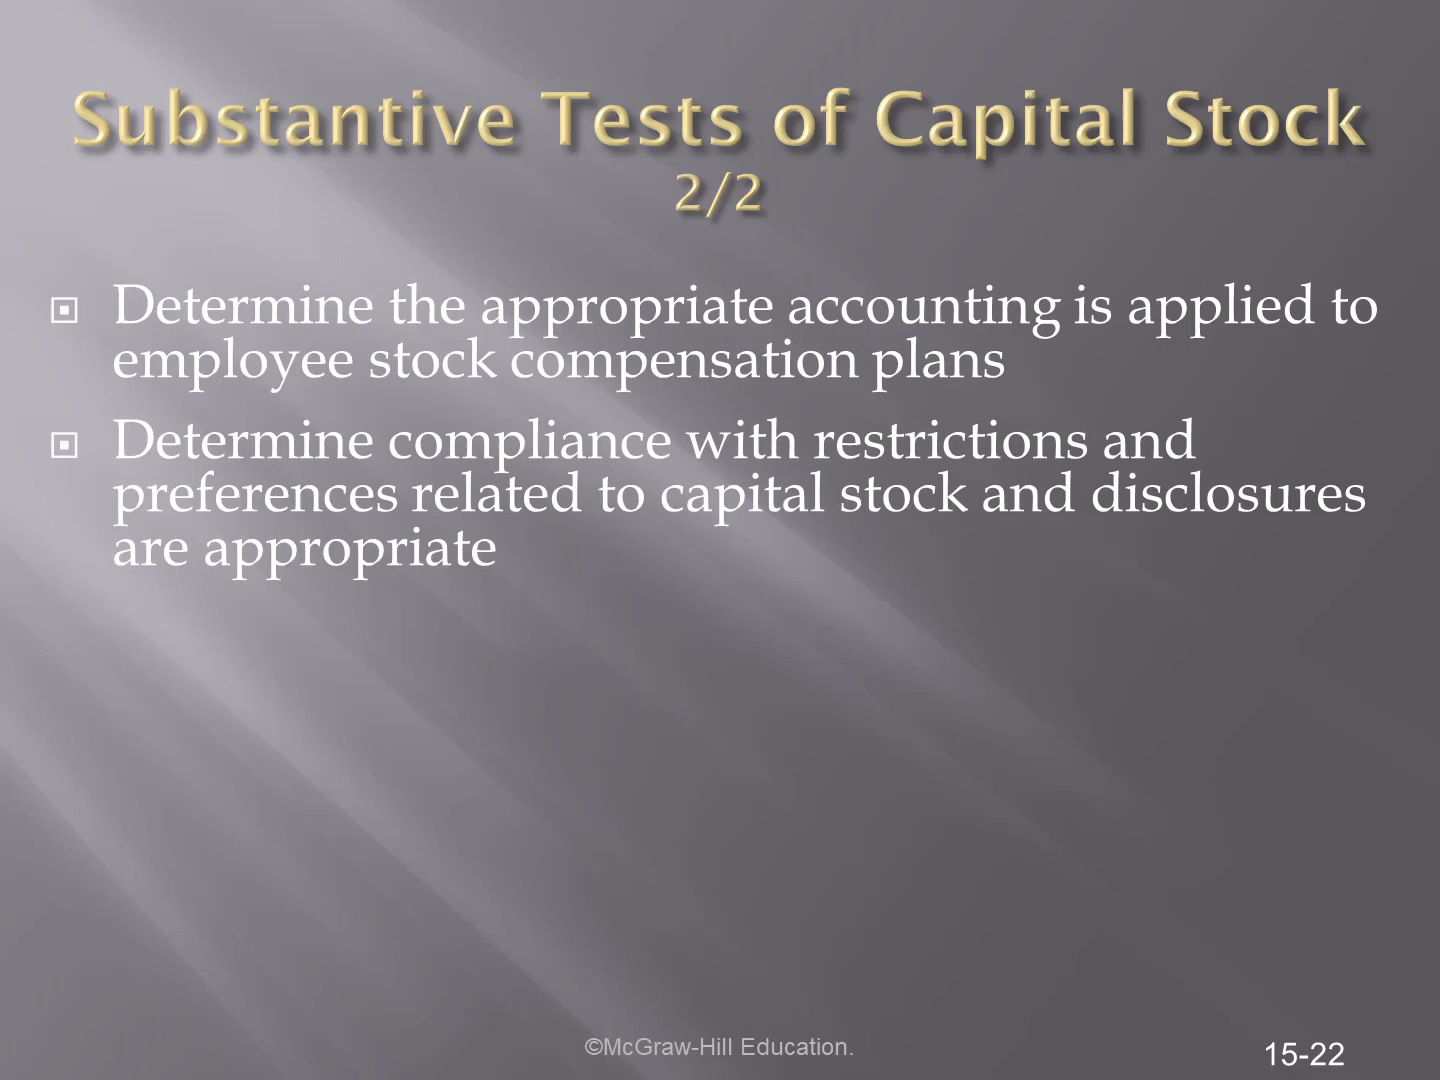 Substantive Tests of Capital Stock
2/2
Determine the appropriate accounting is applied to
employee stock compensation plans
Determine compliance with restrictions and
preferences related to capital stock and disclosures
are appropriate
©McGraw-Hill Education.
15-22